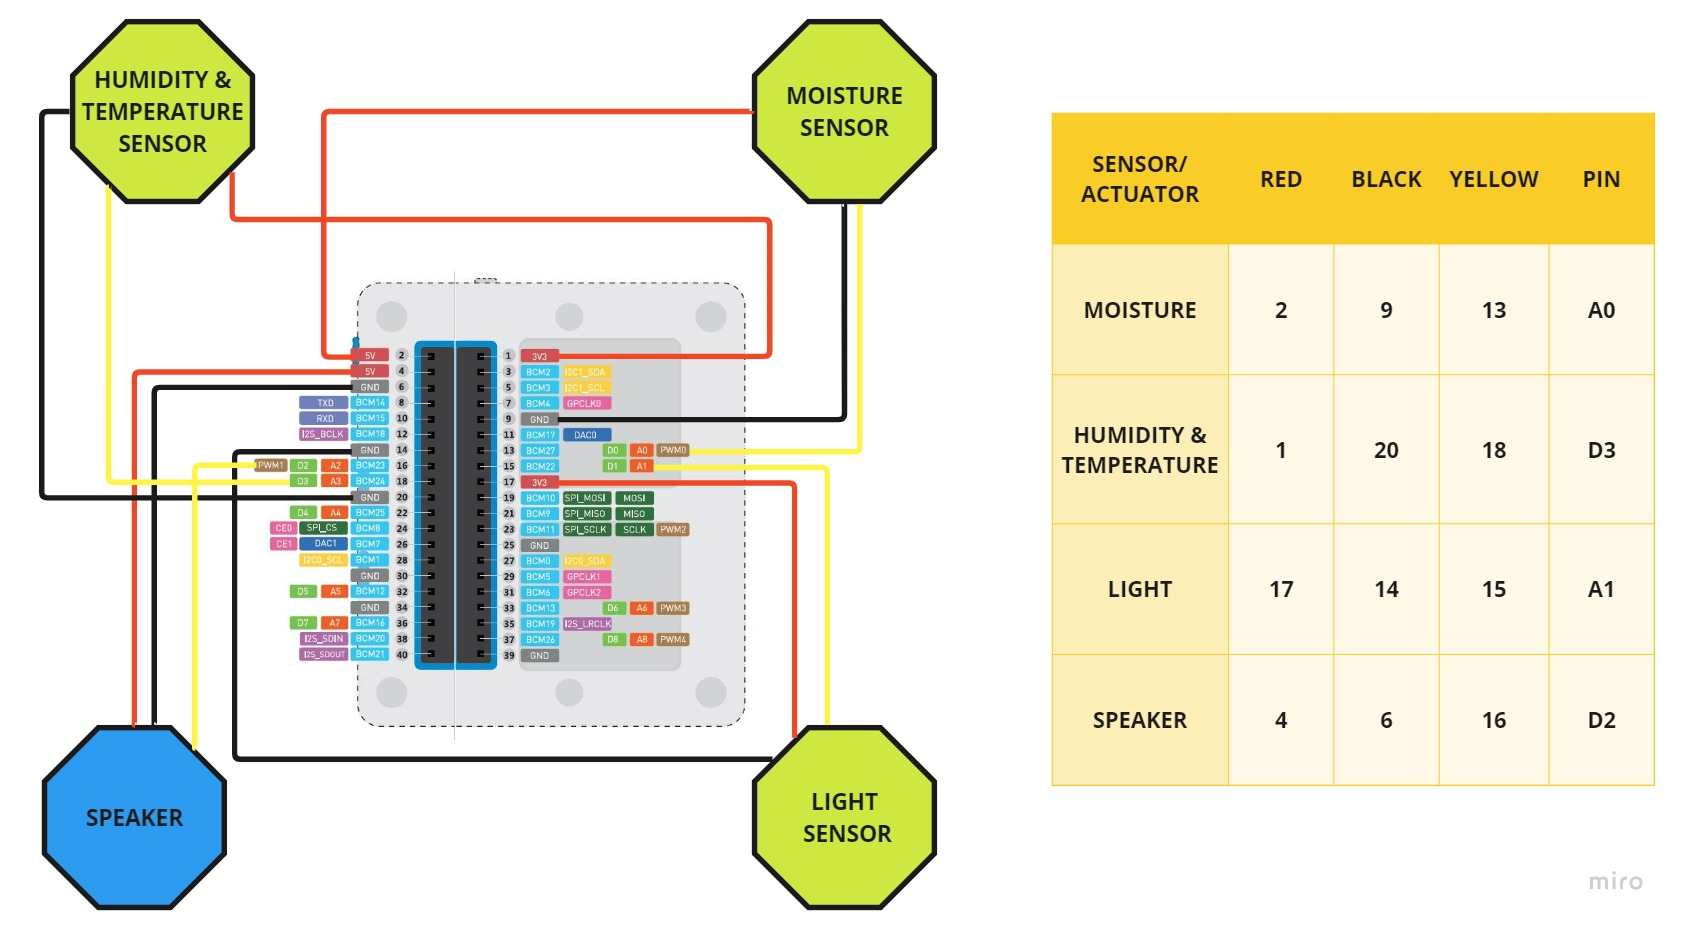 HUMIDITY &
TEMPERATURE
SENSOR
MOISTURE
SENSOR
5V 2 1 3V3
5V 4 3 BCM2 I2C1_SDA
GND 6 5 BCM3 I2C1_SCL
TXD BCM14 8 7 BCM4 GPCLK0
RXD BCM15 10 9 GND
I2S_BCLK BCM18 12 11 BCM17 DAC0
GND 14 13 BCM27 D0 A0 PWM0
PWM1 D2 A2 BCM23 16 15 BCM22 D1 A1
D3 A3 BCM24 18 17 3V3
GND 20 19 BCM10 SPI_MOSI MOSI
D4 A4 BCM25 22 21 BCM9 SPI_MISO MISO
CE0 SPI_CS BCM8 24 23 BCM11 SPI_SCLK SCLK PWM2
CE1 DAC1 BCM7 26 25 GND
I2C0_SCL BCM1 28 27 BCM0 I2C0_SDA
GND 30 29 BCM5 GPCLK1
D5 A5 BCM12 32 31 BCM6 GPCLK2
GND 34 33 BCM13 D6 A6 PWM3
D7 A7 BCM16 36 35 BCM19 I2S_LRCLK
I2S_SDIN BCM20 38 37 BCM26 D8 A8 PWM4
I2S_SDOUT BCM21 40 39 GND
SPEAKER
LIGHT
SENSOR
SENSOR/
ACTUATOR RED BLACK YELLOW PIN
MOISTURE 2 9 13 A0
HUMIDITY &
TEMPERATURE 1 20 18 D3
LIGHT 17 14 15 A1
SPEAKER 4 6 16 D2
miro